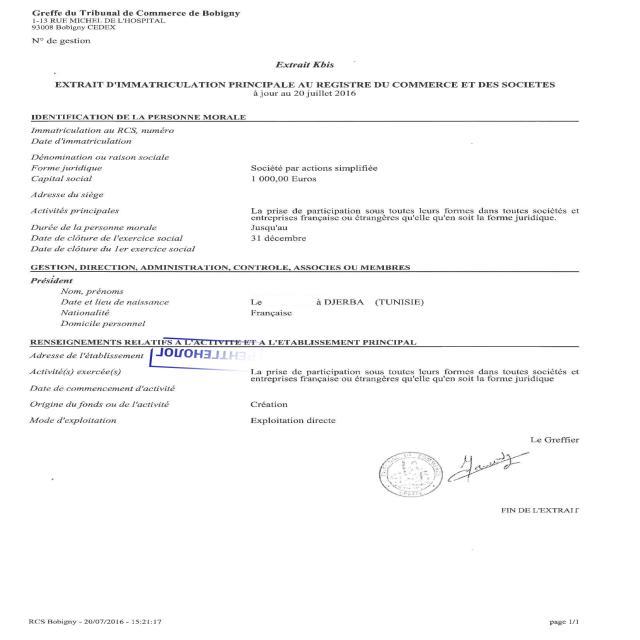 Greffe du Tribunal de Commerce de Bobigny
1-13 RUE MICHEL DE L'HOSPITAL
93008 Bobigny CEDEX
N° de gestion
Extrait Kbis
EXTRAIT D'IMMATRICULATION PRINCIPALE AU REGISTRE DU COMMERCE ET DES SOCIETES
à jour au 20 juillet 2016
IDENTIFICATION DE LA PERSONNE MORALE
Immatriculation au RCS, numéro
Date d'immatriculation
Dénomination ou raison sociale
Forme juridique Société par actions simplifiée
Capital social 1 000,00 Euros
Adresse du siège
Activités principales La prise de participation sous toutes leurs formes dans toutes sociétés et
entreprises française ou étrangères qu'elle qu'en soit la forme juridique.
Durée de la personne morale Jusqu'au
Date de clôture de l'exercice social 31 décembre
Date de clôture du 1er exercice social
GESTION, DIRECTION, ADMINISTRATION, CONTROLE, ASSOCIES OU MEMBRES
Président
Nom, prénoms
Date et lieu de naissance Le à DJERBA (TUNISIE)
Nationalité Française
Domicile personnel
RENSEIGNEMENTS RELATIFS A L'ACTIVITE ET A L'ETABLISSEMENT PRINCIPAL
Adresse de l'établissement
Activité(s) exercée(s) La prise de participation sous toutes leurs formes dans toutes sociétés et
entreprises française ou étrangères qu'elle qu'en soit la forme juridique
Date de commencement d'activité
Origine du fonds ou de l'activité Création
Mode d'exploitation Exploitation directe
Le Greffier
FIN DE L'EXTRAIT
RCS Bobigny - 20/07/2016 - 15:21:17 page 1/1